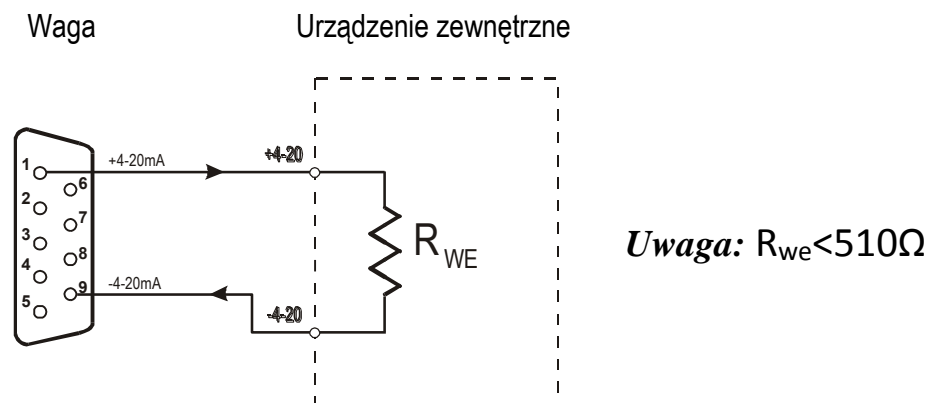 Waga Urządzenie zewnętrzne
1 +4-20mA +4-20
6
2
7
3
8
4
9 -4-20mA -4-20
5
R WE
Uwaga: Rwe<510Ω